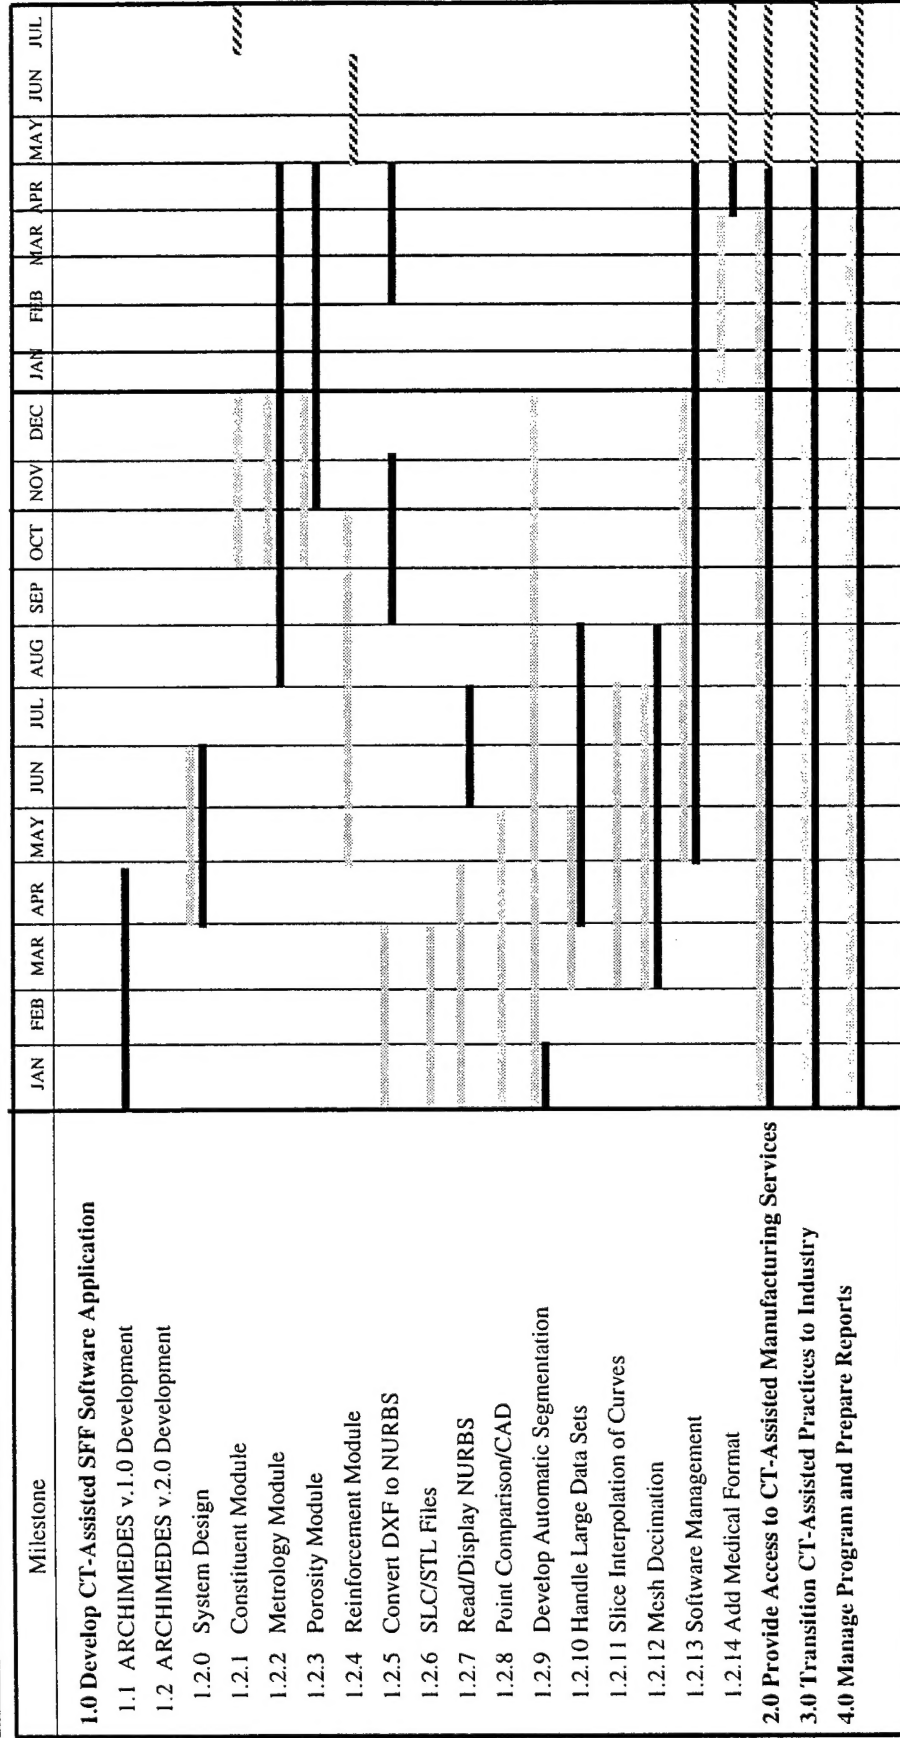 Milestone
JAN FEB MAR APR MAY JUN JUL AUG SEP OCT NOV DEC JAN FEB MAR APR MAY JUN JUL
1.0 Develop CT-Assisted SFF Software Application
1.1 ARCHIMEDES v.1.0 Development
1.2 ARCHIMEDES v.2.0 Development
1.2.0 System Design
1.2.1 Constituent Module
1.2.2 Metrology Module
1.2.3 Porosity Module
1.2.4 Reinforcement Module
1.2.5 Convert DXF to NURBS
1.2.6 SLC/STL Files
1.2.7 Read/Display NURBS
1.2.8 Point Comparison/CAD
1.2.9 Develop Automatic Segmentation
1.2.10 Handle Large Data Sets
1.2.11 Slice Interpolation of Curves
1.2.12 Mesh Decimation
1.2.13 Software Management
1.2.14 Add Medical Format
2.0 Provide Access to CT-Assisted Manufacturing Services
3.0 Transition CT-Assisted Practices to Industry
4.0 Manage Program and Prepare Reports